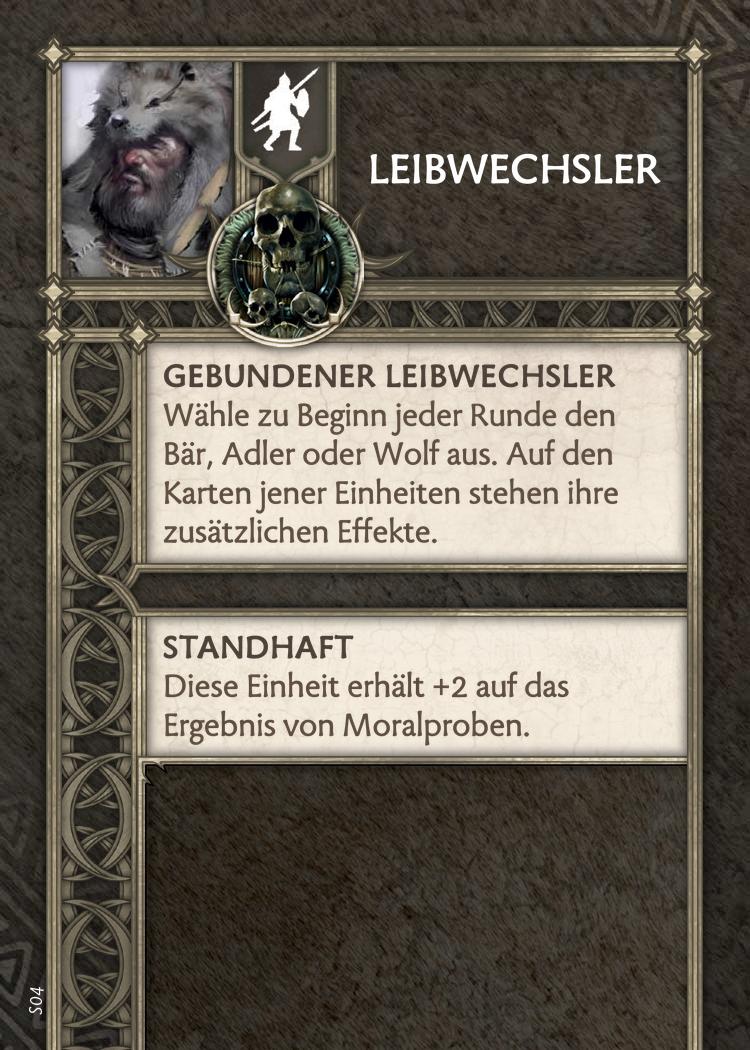 LEIBWECHSLER
GEBUNDENER LEIBWECHSLER
Wähle zu Beginn jeder Runde den
Bär, Adler oder Wolf aus. Auf den
Karten jener Einheiten stehen ihre
zusätzlichen Effekte.
STANDHAFT
Diese Einheit erhält +2 auf das
Ergebnis von Moralproben.
S04